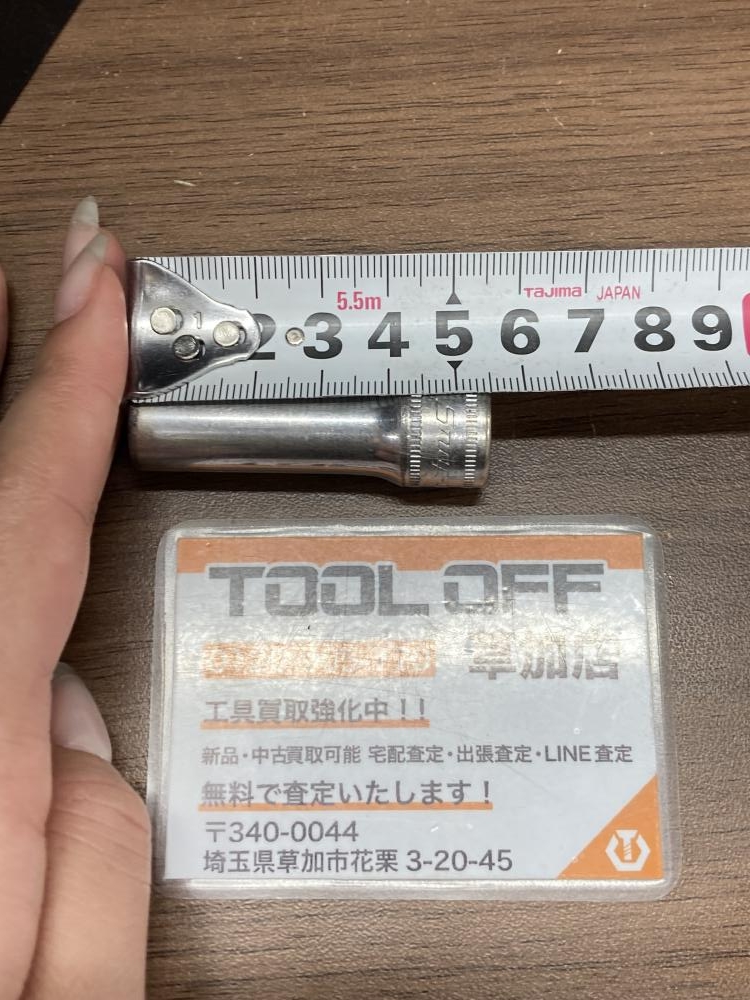 5.5m
Tajima JAPAN
1 2 3 4 5 6 7 8 9
TOOL OFF
草加店
工具買取強化中!!
新品・中古買取可能 宅配査定・出張査定・LINE査定
無料で査定いたします!
〒340-0044
埼玉県草加市花栗 3-20-45